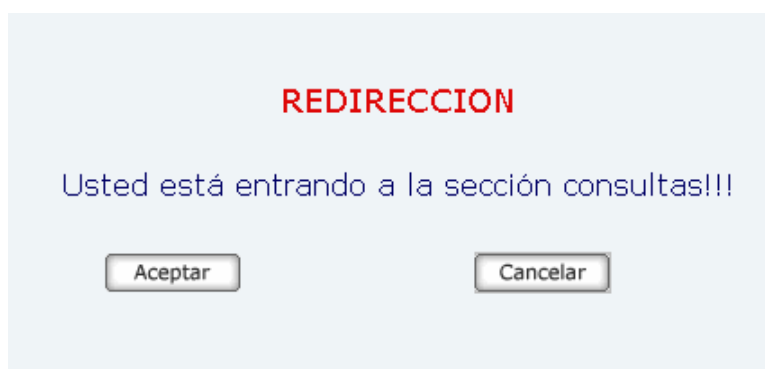 REDIRECCION
Usted está entrando a la sección consultas!!!
Aceptar Cancelar